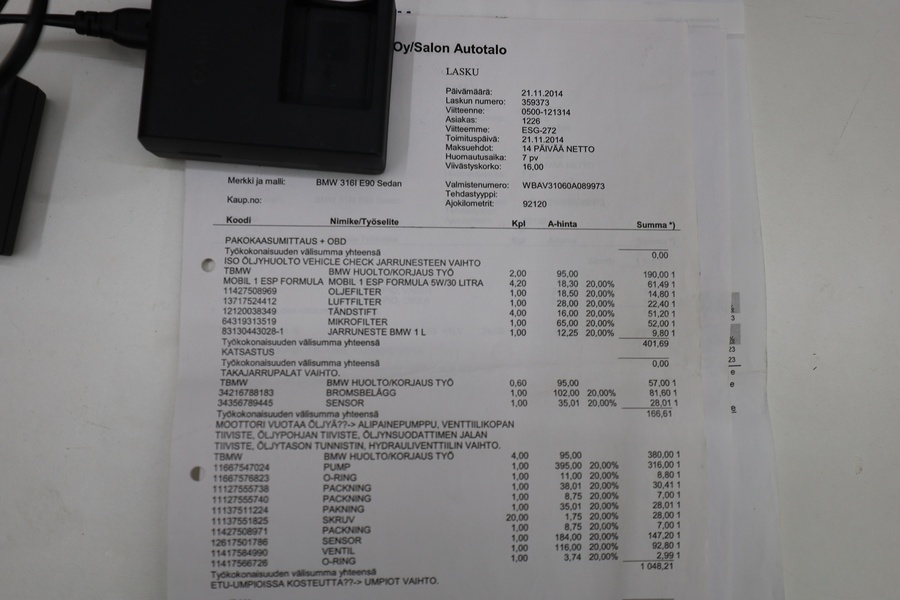 Oy/Salon Autotalo
LASKU
Päivämäärä: 21.11.2014
Laskun numero: 359373
Viitteenne: 0500-121314
Asiakas: 1226
Viitteemme: ESG-272
Toimituspäivä: 21.11.2014
Maksuehdot: 14 PÄIVÄÄ NETTO
Huomautusaika: 7 pv
Viivästyskorko: 16,00
Merkki ja malli: BMW 316I E90 Sedan Valmistenumero: WBAV31060A089973
Tehdastyyppi:
Kaup.no: Ajokilometrit: 92120
Koodi Nimike/Työselite Kpl A-hinta Summa *)
PAKOKAASUMITTAUS + OBD
Työkokonaisuuden välisumma yhteensä 0,00
ISO ÖLJYHUOLTO VEHICLE CHECK JARRUNESTEEN VAIHTO
TBMW BMW HUOLTO/KORJAUS TYÖ 2,00 95,00 190,00 1
MOBIL 1 ESP FORMULA MOBIL 1 ESP FORMULA 5W/30 LITRA 4,20 18,30 20,00% 61,49 1
11427508969 OLJEFILTER 1,00 18,50 20,00% 14,80 1
13717524412 LUFTFILTER 1,00 28,00 20,00% 22,40 1
12120038349 TÄNDSTIFT 4,00 16,00 20,00% 51,20 1
64319313519 MIKROFILTER 1,00 65,00 20,00% 52,00 1
83130443028-1 JARRUNESTE BMW 1 L 1,00 12,25 20,00% 9,80 1
Työkokonaisuuden välisumma yhteensä 401,69
KATSASTUS
Työkokonaisuuden välisumma yhteensä 0,00
TAKAJARRUPALAT VAIHTO.
TBMW BMW HUOLTO/KORJAUS TYÖ 0,60 95,00 57,00 1
34216788183 BROMSBELÄGG 1,00 102,00 20,00% 81,60 1
34356789445 SENSOR 1,00 35,01 20,00% 28,01 1
Työkokonaisuuden välisumma yhteensä 166,61
MOOTTORI VUOTAA ÖLJYÄ??-> ALIPAINEPUMPPU, VENTTIILIKOPAN
TIIVISTE, ÖLJYPOHJAN TIIVISTE, ÖLJYNSUODATTIMEN JALAN
TIIVISTE, ÖLJYTASON TUNNISTIN, HYDRAULIVENTTIILIN VAIHTO.
TBMW BMW HUOLTO/KORJAUS TYÖ 4,00 95,00 380,00 1
11667547024 PUMP 1,00 395,00 20,00% 316,00 1
11667576823 O-RING 1,00 11,00 20,00% 8,80 1
11127555738 PACKNING 1,00 38,01 20,00% 30,41 1
11127555740 PACKNING 1,00 8,75 20,00% 7,00 1
11137511224 PAKNING 1,00 35,01 20,00% 28,01 1
11137551825 SKRUV 20,00 1,75 20,00% 28,00 1
11427508971 PACKNING 1,00 8,75 20,00% 7,00 1
12617501786 SENSOR 1,00 184,00 20,00% 147,20 1
11417584990 VENTIL 1,00 116,00 20,00% 92,80 1
11417566726 O-RING 1,00 3,74 20,00% 2,99 1
Työkokonaisuuden välisumma yhteensä 1 048,21
ETU-UMPIOISSA KOSTEUTTA??-> UMPIOT VAIHTO.
3
23
23
e
e
e